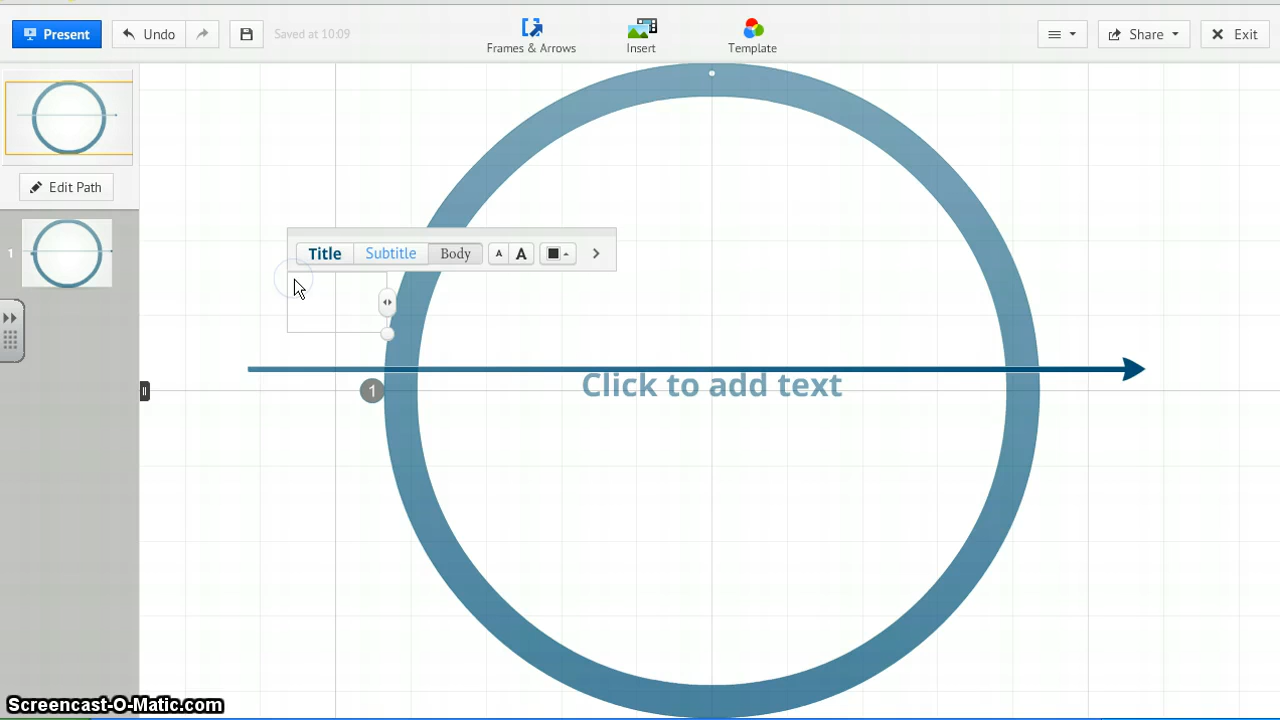 Present
Undo
Saved at 10:09
Frames & Arrows
Insert
Template
Share
Exit
Edit Path
1
Title
Subtitle
Body
A
A
1
Click to add text
Screencast-O-Matic.com